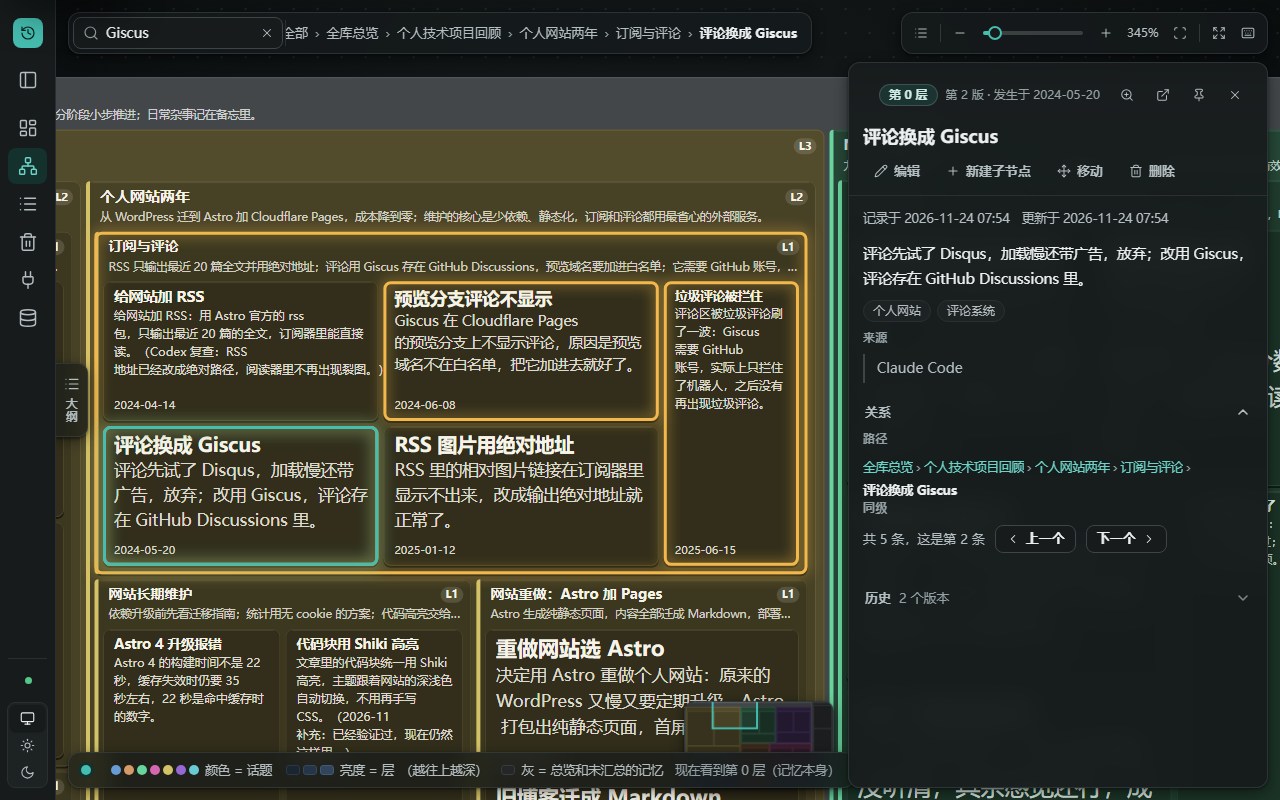 Giscus
全部 › 全库总览 › 个人技术项目回顾 › 个人网站两年 › 订阅与评论 › 评论换成 Giscus
345%
分阶段小步推进；日常杂事记在备忘里。
L3
L2
个人网站两年
L2
从 WordPress 迁到 Astro 加 Cloudflare Pages，成本降到零；维护的核心是少依赖、静态化，订阅和评论都用最省心的外部服务。
订阅与评论
L1
RSS 只输出最近 20 篇全文并用绝对地址；评论用 Giscus 存在 GitHub Discussions，预览域名要加进白名单；它需要 GitHub 账号，…
给网站加 RSS
给网站加 RSS：用 Astro 官方的 rss
包，只输出最近 20 篇的全文，订阅器里能直接
读。（Codex 复查：RSS
地址已经改成绝对路径，阅读器里不再出现裂图。）
2024-04-14
预览分支评论不显示
Giscus 在 Cloudflare Pages
的预览分支上不显示评论，原因是预览
域名不在白名单，把它加进去就好了。
2024-06-08
垃圾评论被拦住
评论区被垃圾评论刷
了一波：Giscus
需要 GitHub
账号，实际上只拦住
了机器人，之后没有
再出现垃圾评论。
2025-06-15
评论换成 Giscus
评论先试了 Disqus，加载慢还带
广告，放弃；改用 Giscus，评论存
在 GitHub Discussions 里。
2024-05-20
RSS 图片用绝对地址
RSS 里的相对图片链接在订阅器里
显示不出来，改成输出绝对地址就
正常了。
2025-01-12
网站长期维护
L1
依赖升级前先看迁移指南；统计用无 cookie 的方案；代码高亮交给…
Astro 4 升级报错
Astro 4 的构建时间不是 22
秒，缓存失效时仍要 35
秒左右，22 秒是命中缓存时
的数字。
代码块用 Shiki 高亮
文章里的代码块统一用 Shiki
高亮，主题跟着网站的深浅色
自动切换，不用再手写
CSS。（2026-11
补充：已经验证过，现在仍然
这样用。）
网站重做：Astro 加 Pages
L1
Astro 生成纯静态页面，内容全部迁成 Markdown，部署…
重做网站选 Astro
决定用 Astro 重做个人网站：原来的
WordPress 又慢又要定期升级，Astro
打包出纯静态页面，首屏
旧博客迁成 Markdown
大纲
颜色 = 话题
亮度 = 层 （越往上越深）
灰 = 总览和未汇总的记忆
现在看到第 0 层（记忆本身）
第 0 层
第 2 版 · 发生于 2024-05-20
评论换成 Giscus
编辑
新建子节点
移动
删除
记录于 2026-11-24 07:54 更新于 2026-11-24 07:54
评论先试了 Disqus，加载慢还带广告，放弃；改用 Giscus，
评论存在 GitHub Discussions 里。
个人网站
评论系统
来源
Claude Code
关系
路径
全库总览 › 个人技术项目回顾 › 个人网站两年 › 订阅与评论 ›
评论换成 Giscus
同级
共 5 条，这是第 2 条
上一个
下一个
历史 2 个版本